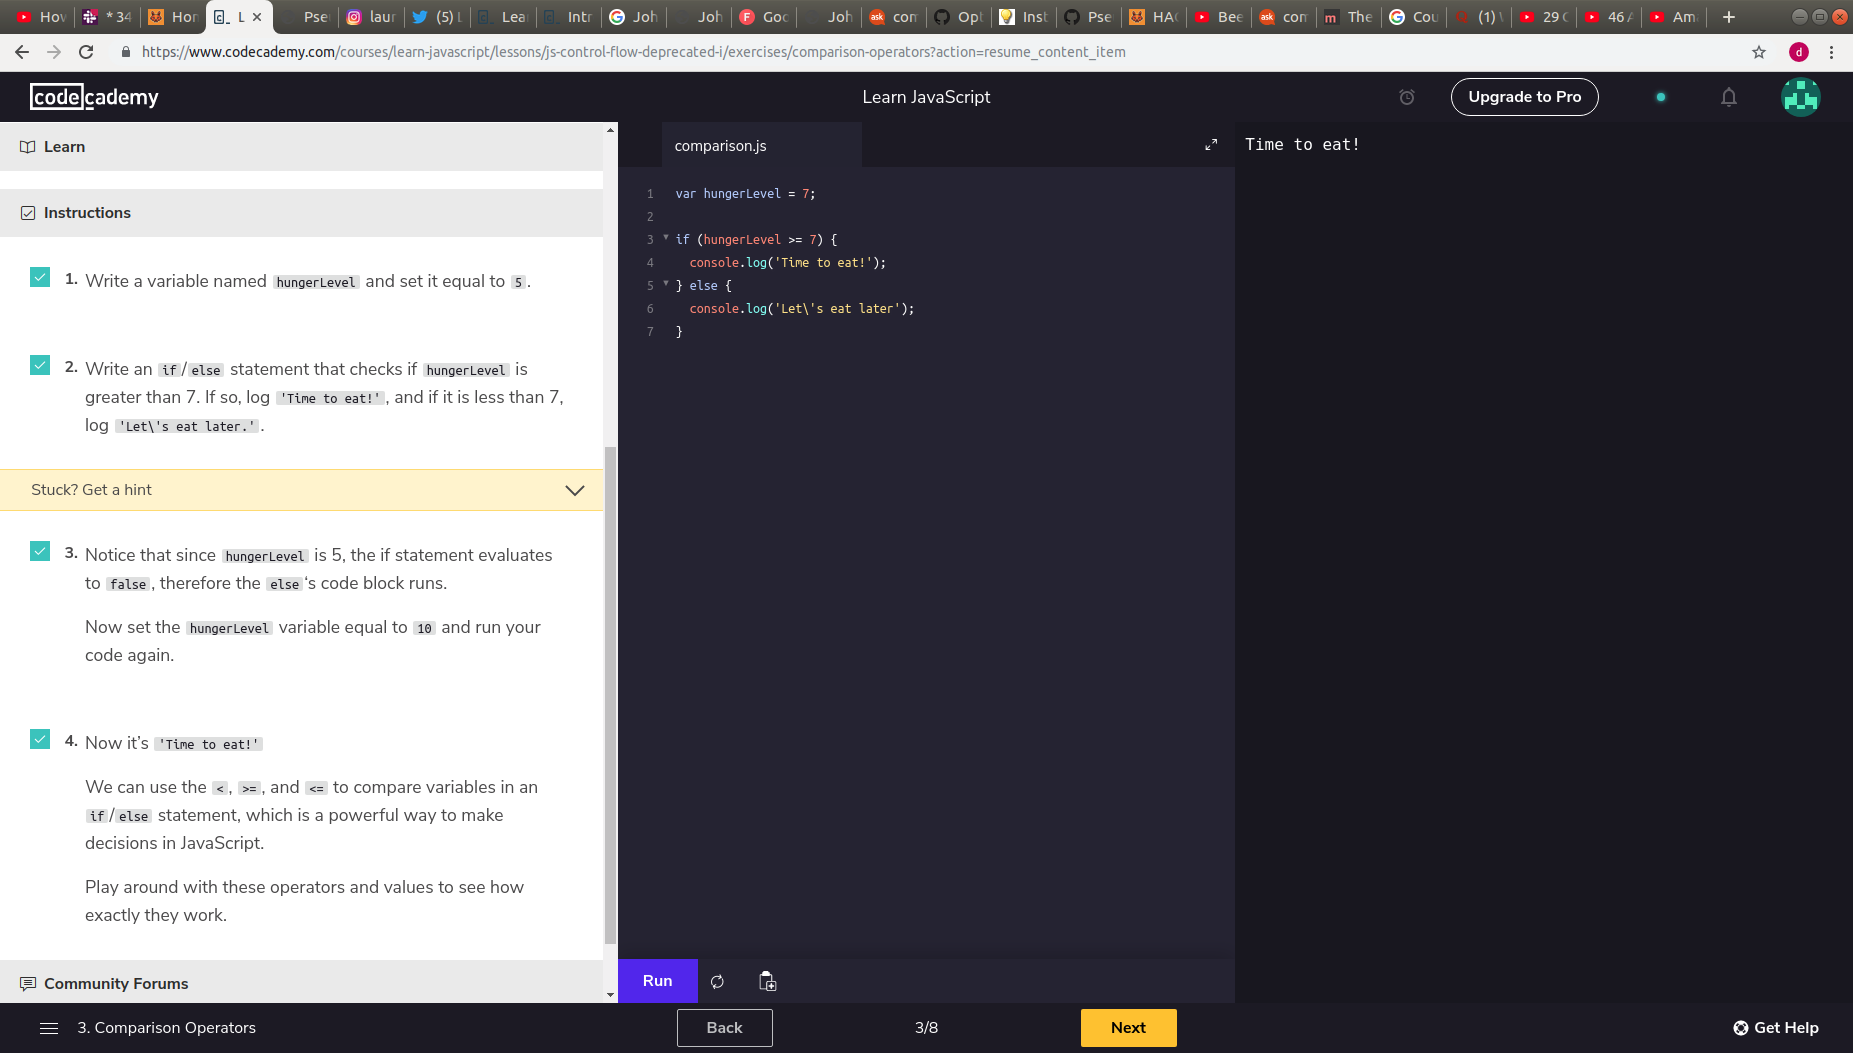 Hov
* 34
Hon
L
Pse
laur
(5) L
Lear
Intr
Joh
Joh
Goc
Joh
com
Opt
Inst
Pse
HAC
Bee
com
The
Cou
(1) \
29 C
46 A
Am
https://www.codecademy.com/courses/learn-javascript/lessons/js-control-flow-deprecated-i/exercises/comparison-operators?action=resume_content_item
d
codecademy
Learn JavaScript
Upgrade to Pro
Learn
Instructions
1. Write a variable named hungerLevel and set it equal to 5.
2. Write an if/else statement that checks if hungerLevel is
greater than 7. If so, log 'Time to eat!', and if it is less than 7,
log 'Let\'s eat later.'.
Stuck? Get a hint
3. Notice that since hungerLevel is 5, the if statement evaluates
to false, therefore the else‘s code block runs.
Now set the hungerLevel variable equal to 10 and run your
code again.
4. Now it’s 'Time to eat!'
We can use the <, >=, and <= to compare variables in an
if/else statement, which is a powerful way to make
decisions in JavaScript.
Play around with these operators and values to see how
exactly they work.
Community Forums
comparison.js
1 var hungerLevel = 7;
2
3 if (hungerLevel >= 7) {
4 console.log('Time to eat!');
5 } else {
6 console.log('Let\'s eat later');
7 }
Run
Time to eat!
3. Comparison Operators
Back
3/8
Next
Get Help